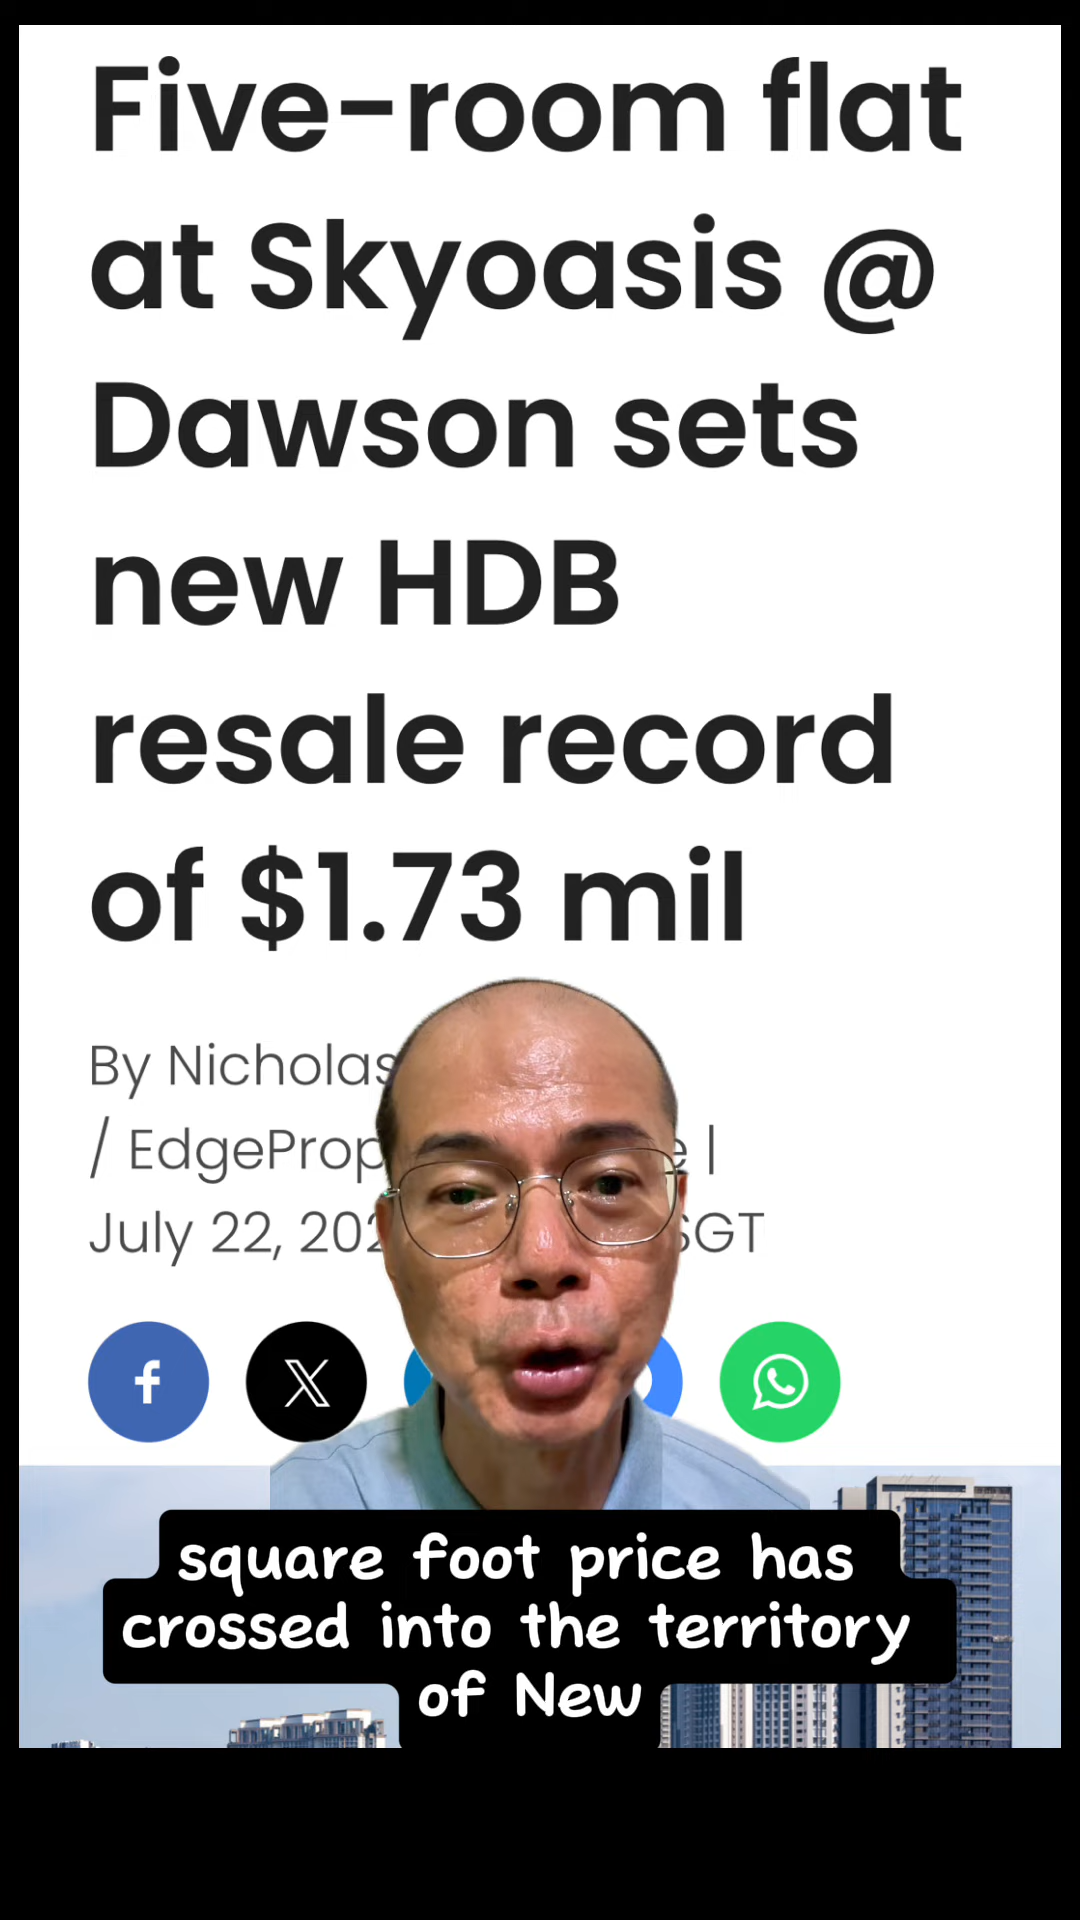 Five-room flat
at Skyoasis @
Dawson sets
new HDB
resale record
of $1.73 mil
By Nicholas
/ EdgeProp
July 22, SGT
square foot price has
crossed into the territory
of New